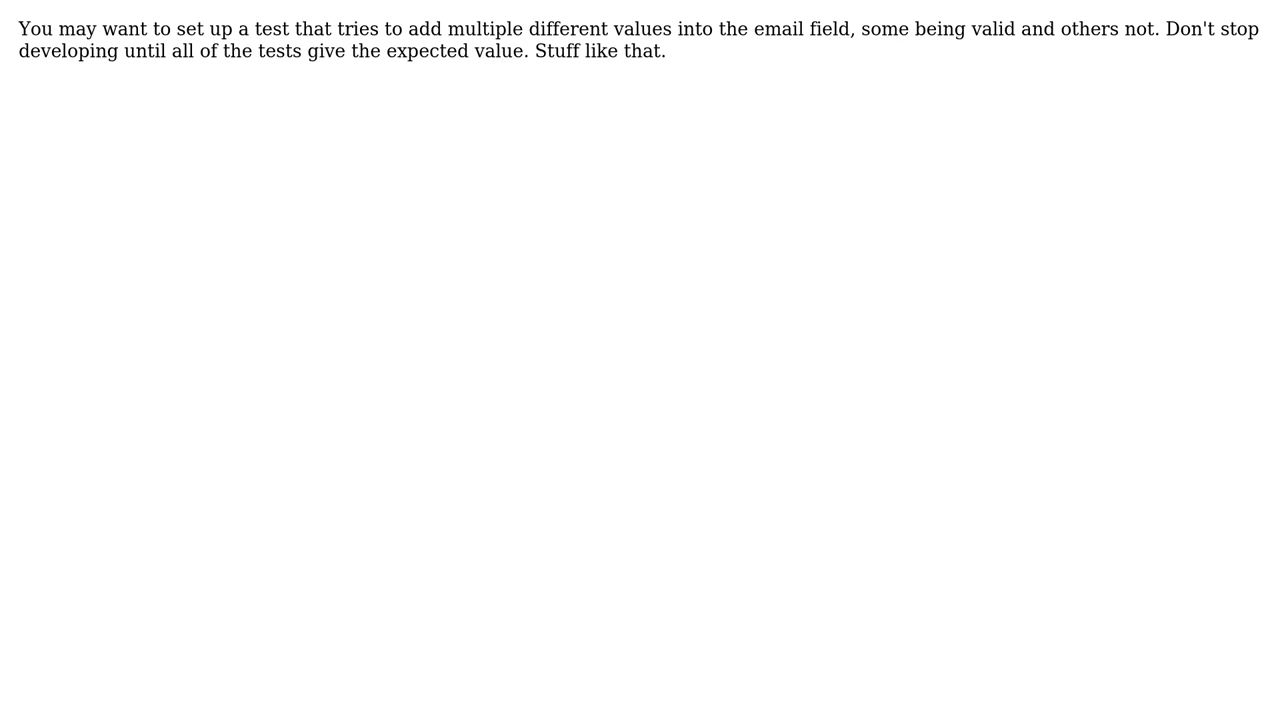 You may want to set up a test that tries to add multiple different values into the email field, some being valid and others not. Don't stop
developing until all of the tests give the expected value. Stuff like that.